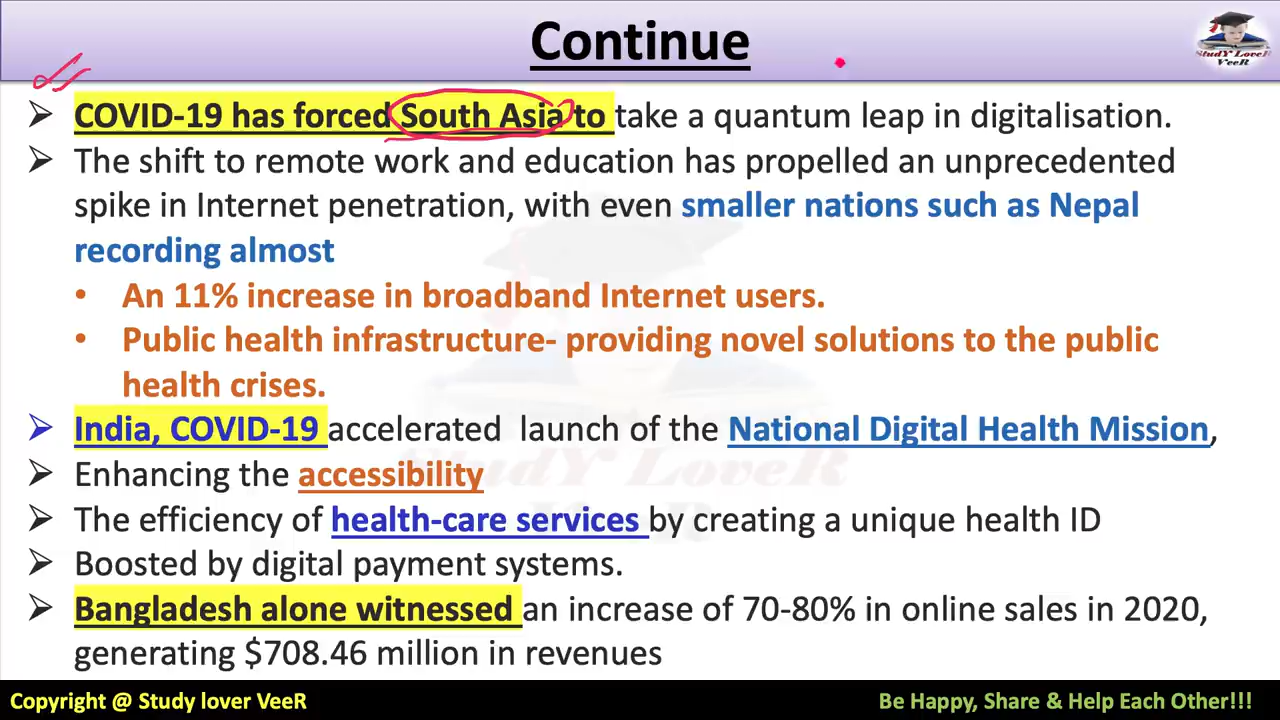 Continue
StudY LoveR
VeeR
➢ COVID-19 has forced South Asia to take a quantum leap in digitalisation.
➢ The shift to remote work and education has propelled an unprecedented
spike in Internet penetration, with even smaller nations such as Nepal
recording almost
• An 11% increase in broadband Internet users.
• Public health infrastructure- providing novel solutions to the public
health crises.
➢ India, COVID-19 accelerated launch of the National Digital Health Mission,
➢ Enhancing the accessibility
➢ The efficiency of health-care services by creating a unique health ID
➢ Boosted by digital payment systems.
➢ Bangladesh alone witnessed an increase of 70-80% in online sales in 2020,
generating $708.46 million in revenues
StudY LoveR
VeeR
Copyright @ Study lover VeeR
Be Happy, Share & Help Each Other!!!